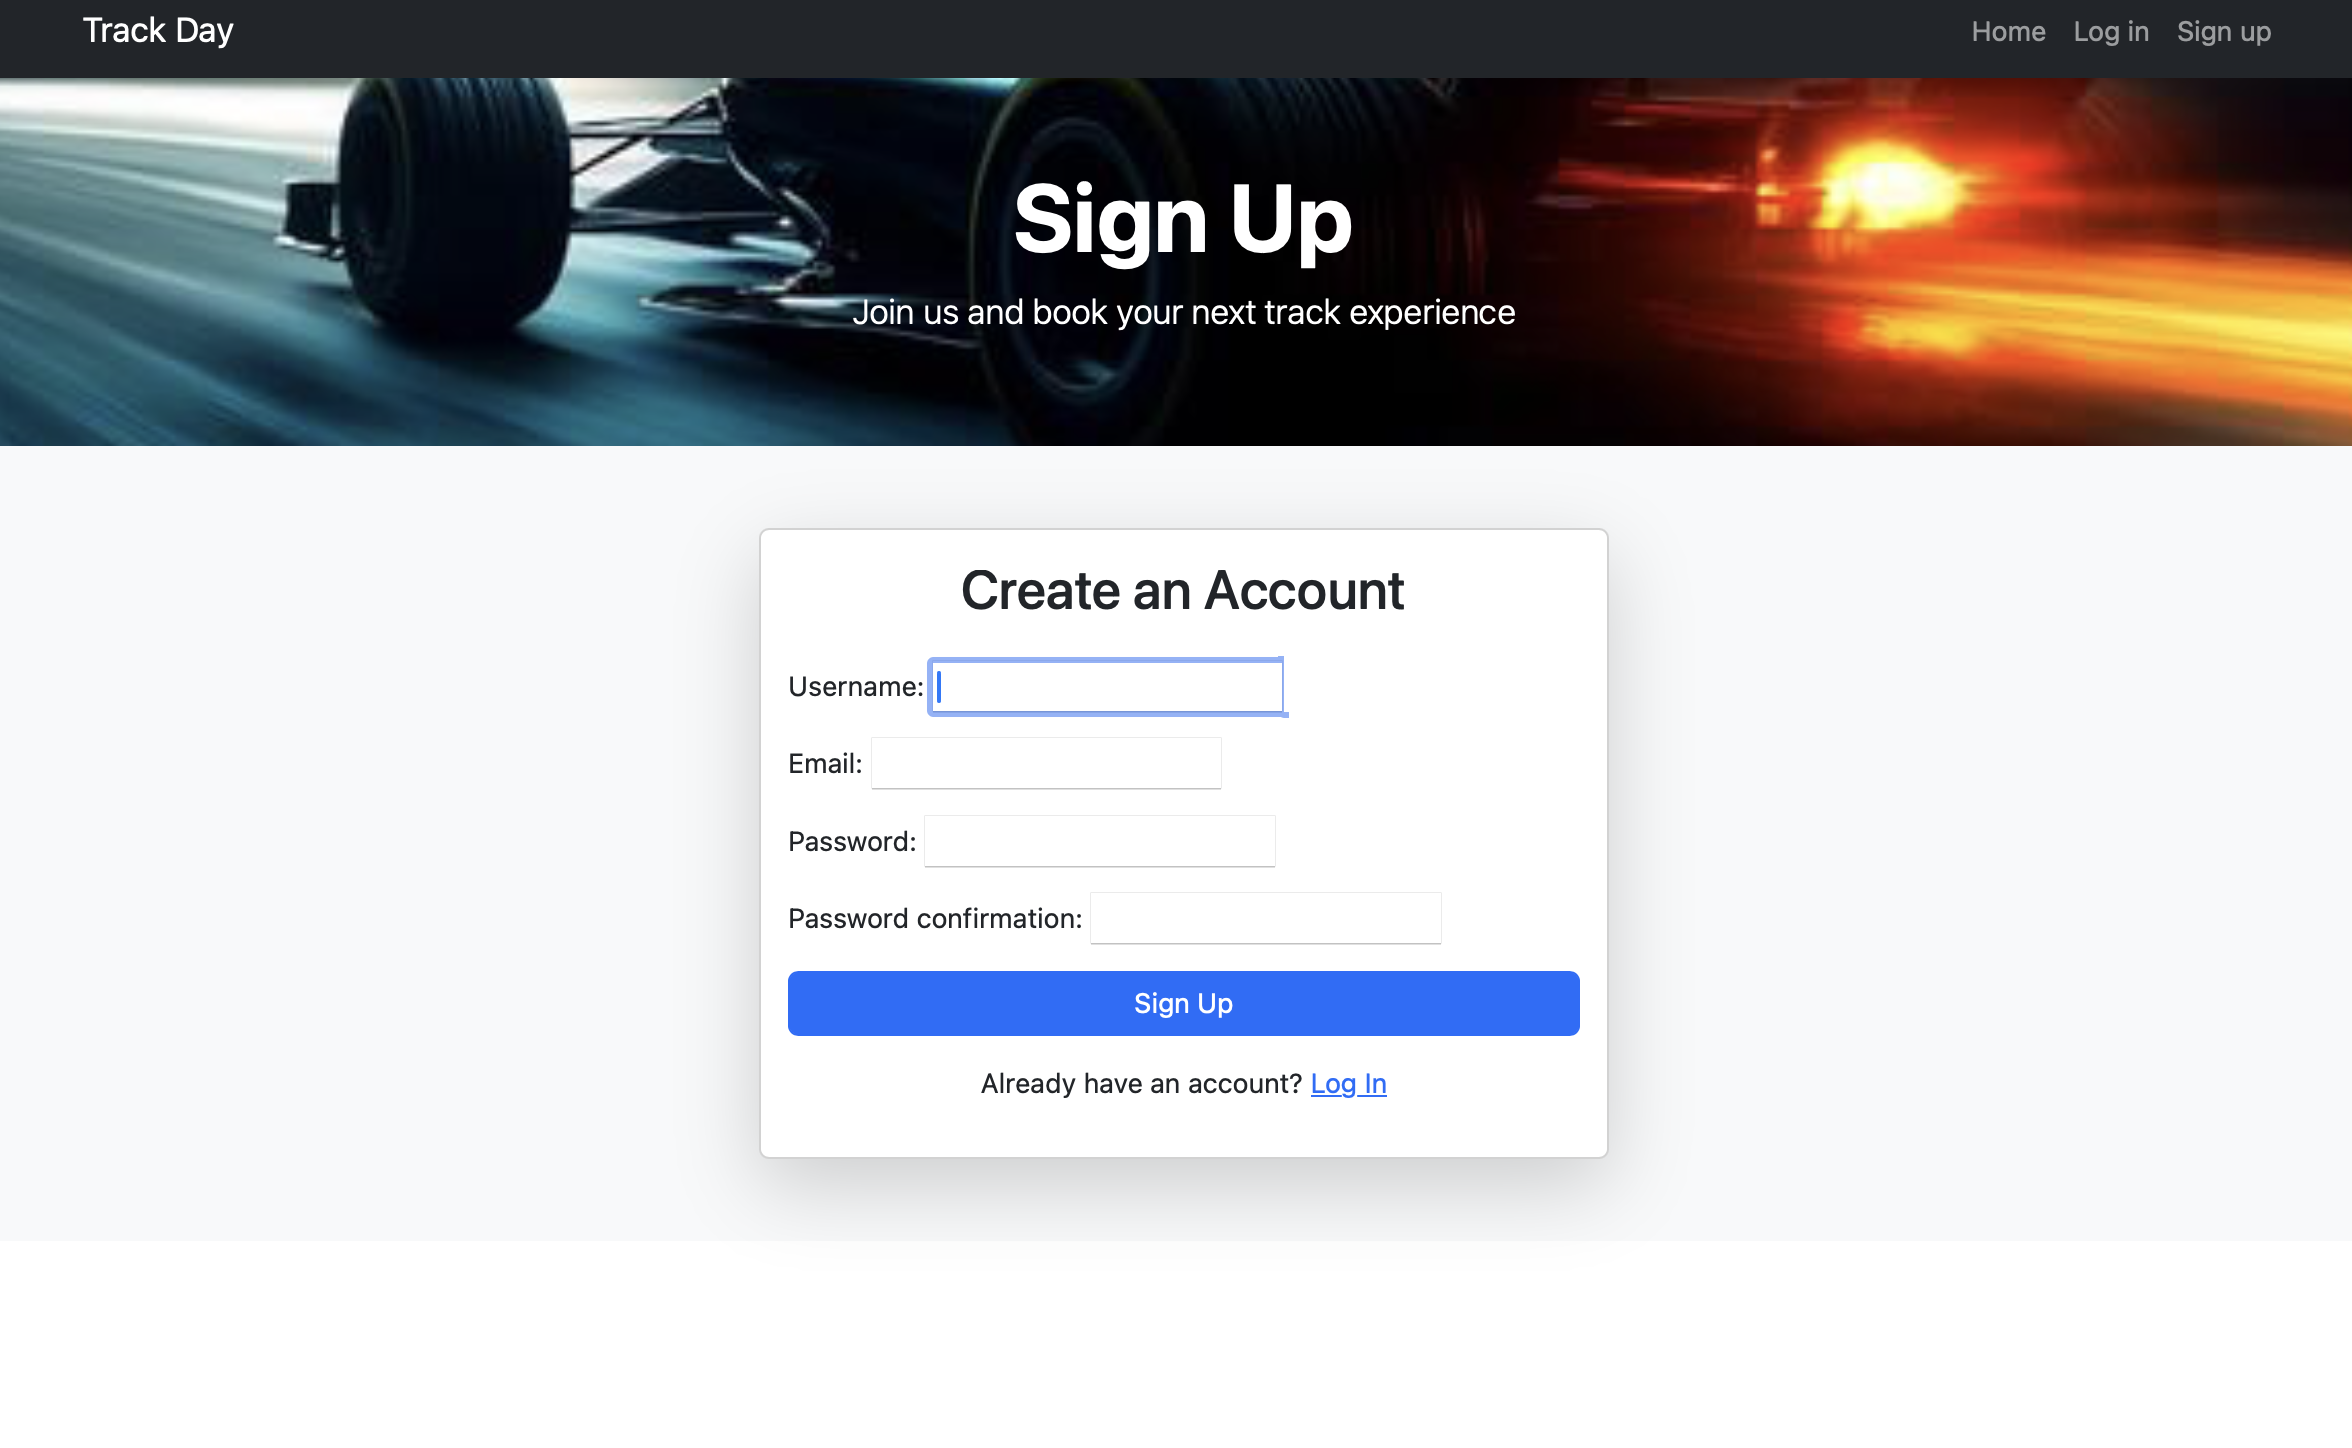 Track Day
Home Log in Sign up
Sign Up
Join us and book your next track experience
Create an Account
Username:
Email:
Password:
Password confirmation:
Sign Up
Already have an account? Log In